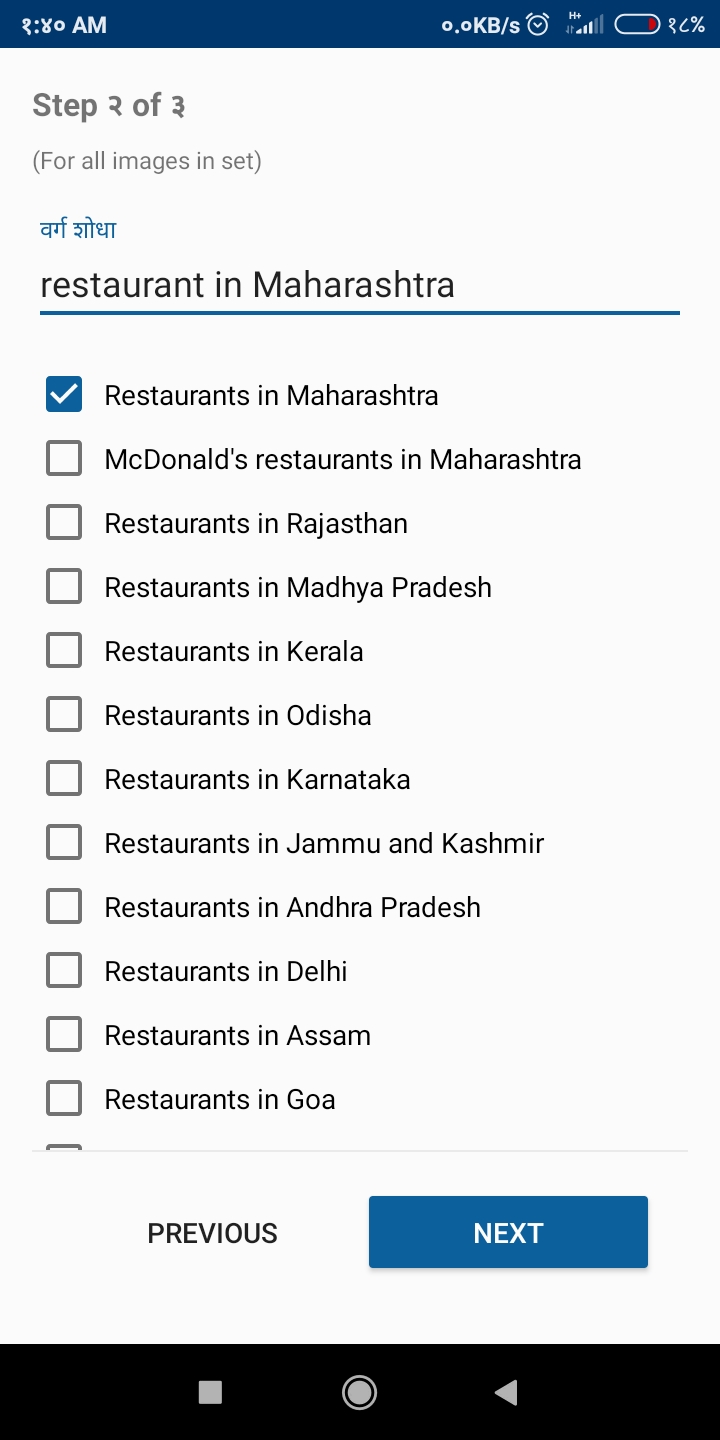 १:४० AM ०.०KB/s H+ १८%
Step २ of ३
(For all images in set)
वर्ग शोधा
restaurant in Maharashtra
Restaurants in Maharashtra
McDonald's restaurants in Maharashtra
Restaurants in Rajasthan
Restaurants in Madhya Pradesh
Restaurants in Kerala
Restaurants in Odisha
Restaurants in Karnataka
Restaurants in Jammu and Kashmir
Restaurants in Andhra Pradesh
Restaurants in Delhi
Restaurants in Assam
Restaurants in Goa
PREVIOUS NEXT